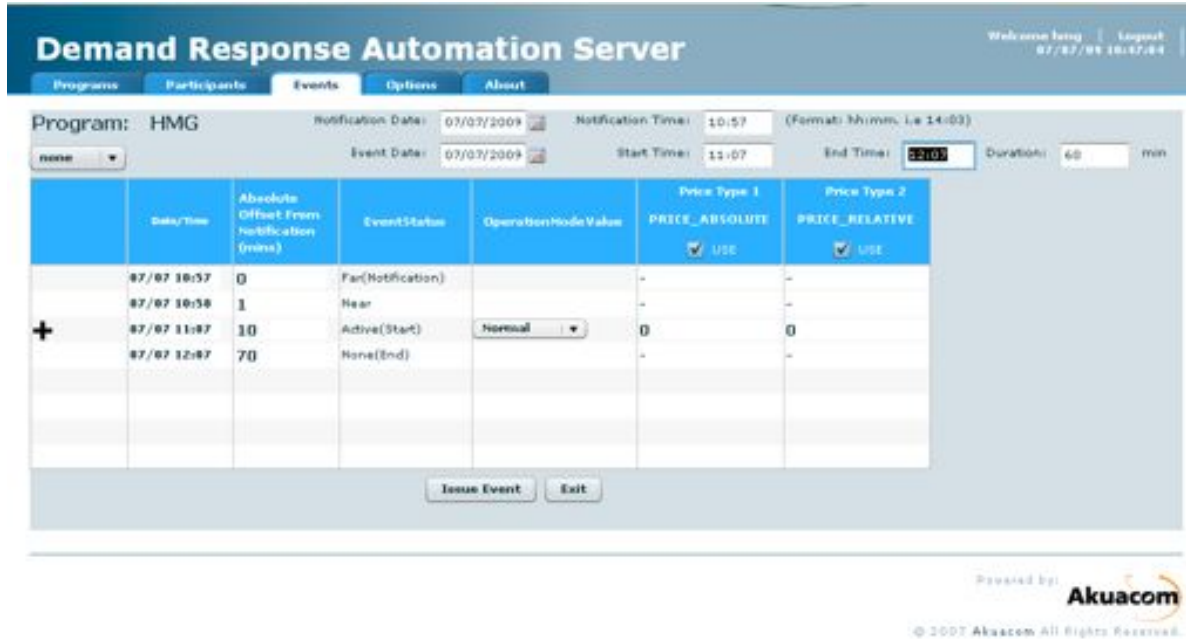 Demand Response Automation Server
Welcome hmg | Logout
07/07/09 10:47:04
Programs Participants Events Options About
Program: HMG Notification Date: 07/07/2009 Notification Time: 10:57 (Format: hh:mm. i.e 14:03)
none Event Date: 07/07/2009 Start Time: 11:07 End Time: 12:07 Duration: 60 min
Date/Time Absolute Offset From Notification (mins) EventStatus OperationModeValue Price Type 1 PRICE_ABSOLUTE USE Price Type 2 PRICE_RELATIVE USE
07/07 10:57 0 Far(Notification) - -
07/07 10:58 1 Near - -
+ 07/07 11:07 10 Active(Start) Normal 0 0
07/07 12:07 70 None(End) - -
Issue Event Exit
Powered by: Akuacom
© 2007 Akuacom All Rights Reserved.